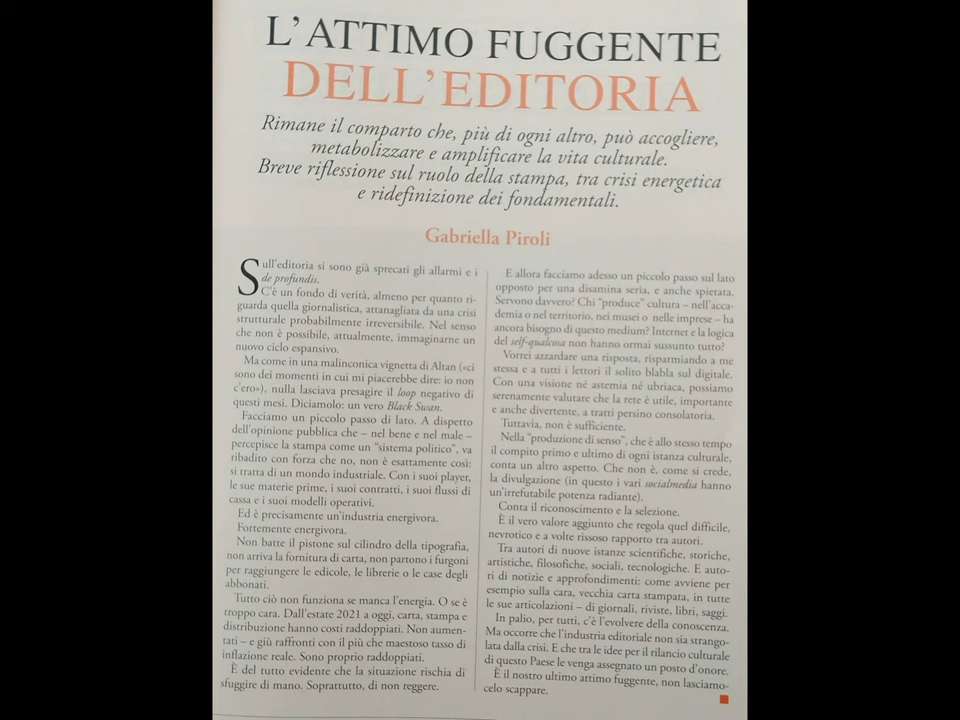 L'ATTIMO FUGGENTE
DELL'EDITORIA
Rimane il comparto che, più di ogni altro, può accogliere,
metabolizzare e amplificare la vita culturale.
Breve riflessione sul ruolo della stampa, tra crisi energetica
e ridefinizione dei fondamentali.
Gabriella Piroli
Sull'editoria si sono già sprecati gli allarmi e i
de profundis.
C'è un fondo di verità, almeno per quanto ri-
guarda quella giornalistica, attanagliata da una crisi
strutturale probabilmente irreversibile. Nel senso
che non è possibile, attualmente, immaginarne un
nuovo ciclo espansivo.
Ma come in una malinconica vignetta di Altan («ci
sono dei momenti in cui mi piacerebbe dire: io non
c'ero»), nulla lasciava presagire il loop negativo di
questi mesi. Diciamolo: un vero Black Swan.
Facciamo un piccolo passo di lato. A dispetto
dell'opinione pubblica che – nel bene e nel male –
percepisce la stampa come un "sistema politico", va
ribadito con forza che no, non è esattamente così:
si tratta di un mondo industriale. Con i suoi player,
le sue materie prime, i suoi contratti, i suoi flussi di
cassa e i suoi modelli operativi.
Ed è precisamente un'industria energivora.
Fortemente energivora.
Non batte il pistone sul cilindro della tipografia,
non arriva la fornitura di carta, non partono i furgoni
per raggiungere le edicole, le librerie o le case degli
abbonati.
Tutto ciò non funziona se manca l'energia. O se è
troppo cara. Dall'estate 2021 a oggi, carta, stampa e
distribuzione hanno costi raddoppiati. Non aumen-
tati – e giù raffronti con il più che maestoso tasso di
inflazione reale. Sono proprio raddoppiati.
È del tutto evidente che la situazione rischia di
sfuggire di mano. Soprattutto, di non reggere.
E allora facciamo adesso un piccolo passo sul lato
opposto per una disamina seria, e anche spietata.
Servono davvero? Chi "produce" cultura – nell'acca-
demia o nel territorio, nei musei o nelle imprese – ha
ancora bisogno di questo medium? Internet e la logica
del self-qualcosa non hanno ormai sussunto tutto?
Vorrei azzardare una risposta, risparmiando a me
stessa e a tutti i lettori il solito blabla sul digitale.
Con una visione né astemia né ubriaca, possiamo
serenamente valutare che la rete è utile, importante
e anche divertente, a tratti persino consolatoria.
Tuttavia, non è sufficiente.
Nella "produzione di senso", che è allo stesso tempo
il compito primo e ultimo di ogni istanza culturale,
conta un altro aspetto. Che non è, come si crede,
la divulgazione (in questo i vari socialmedia hanno
un'irrefutabile potenza radiante).
Conta il riconoscimento e la selezione.
È il vero valore aggiunto che regola quel difficile,
nevrotico e a volte rissoso rapporto tra autori.
Tra autori di nuove istanze scientifiche, storiche,
artistiche, filosofiche, sociali, tecnologiche. E auto-
ri di notizie e approfondimenti: come avviene per
esempio sulla cara, vecchia carta stampata, in tutte
le sue articolazioni – di giornali, riviste, libri, saggi.
In palio, per tutti, c'è l'evolvere della conoscenza.
Ma occorre che l'industria editoriale non sia strango-
lata dalla crisi. E che tra le idee per il rilancio culturale
di questo Paese le venga assegnato un posto d'onore.
È il nostro ultimo attimo fuggente, non lasciamo-
celo scappare.